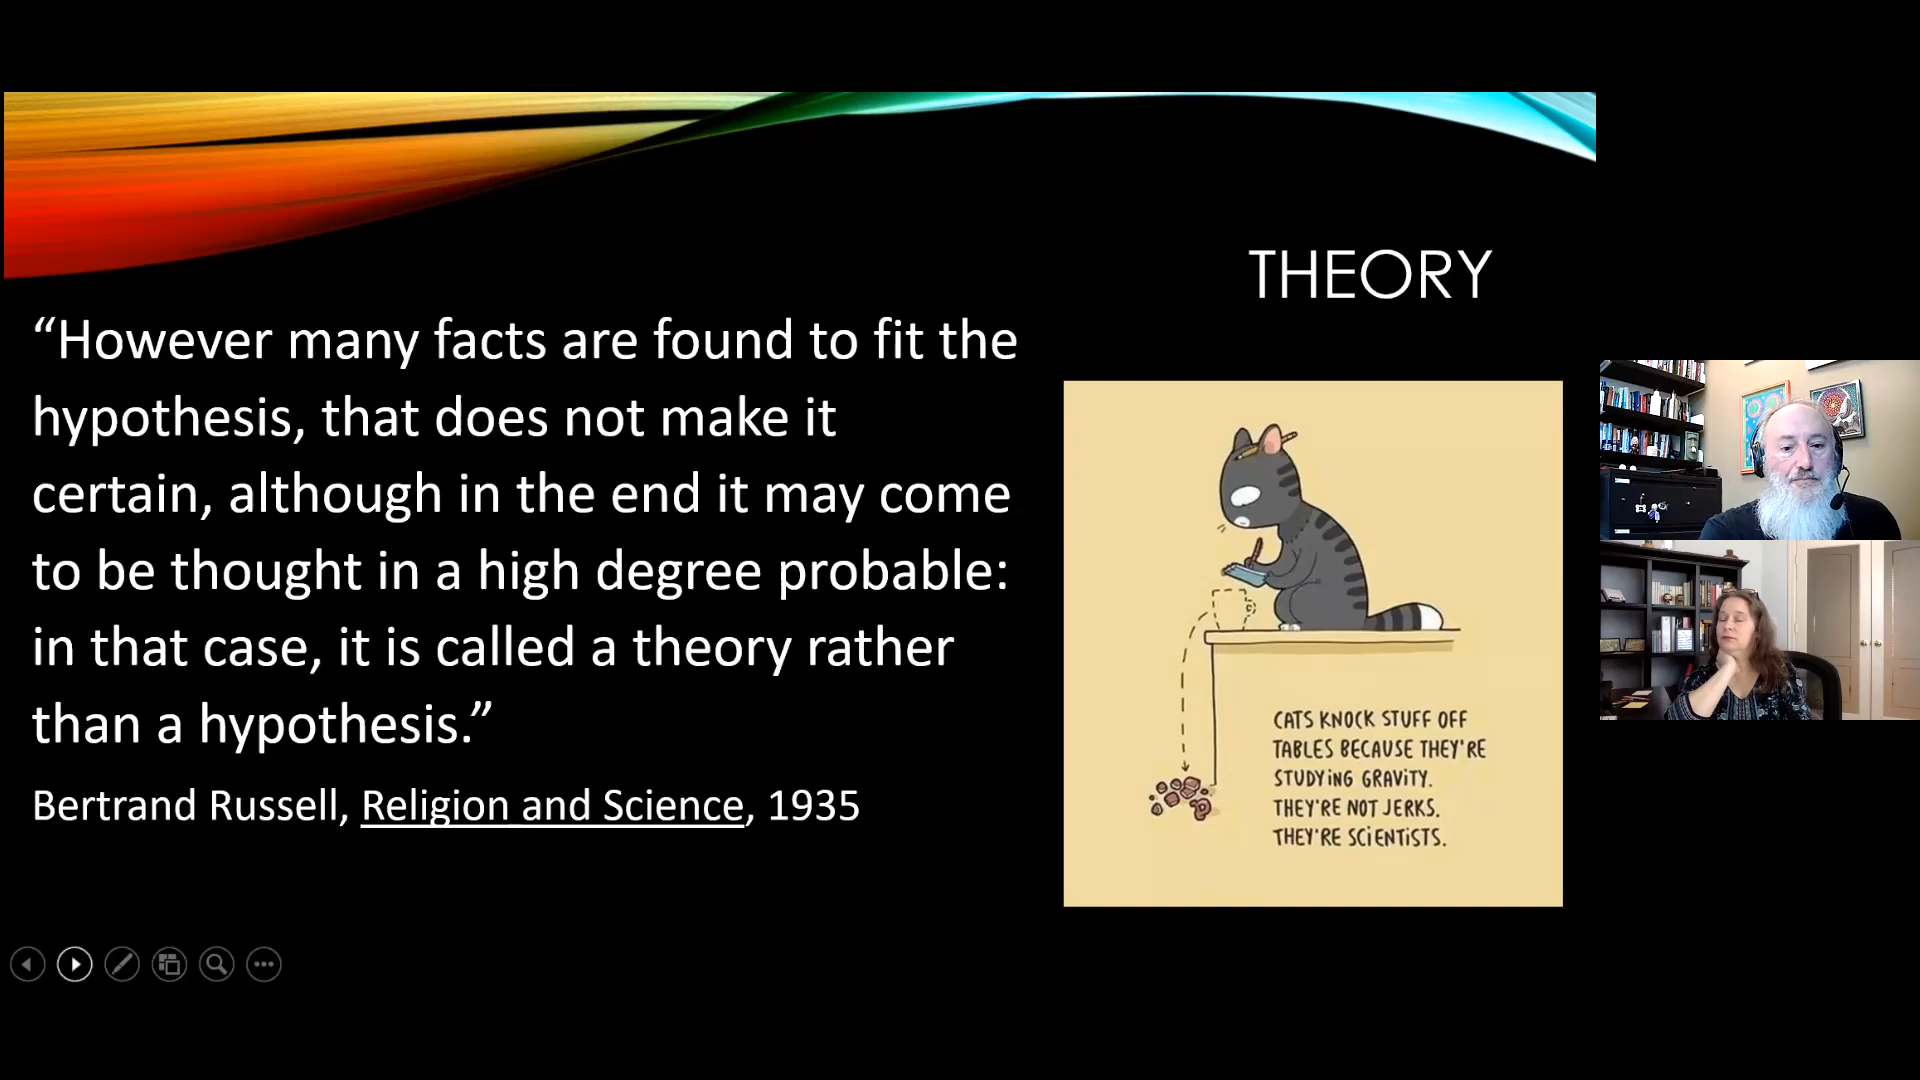 THEORY
“However many facts are found to fit the
hypothesis, that does not make it
certain, although in the end it may come
to be thought in a high degree probable:
in that case, it is called a theory rather
than a hypothesis.”
Bertrand Russell, Religion and Science, 1935
CATS KNOCK STUFF OFF
TABLES BECAUSE THEY'RE
STUDYiNG GRAViTY.
THEY'RE NOT JERKS.
THEY'RE SCiENTiSTS.